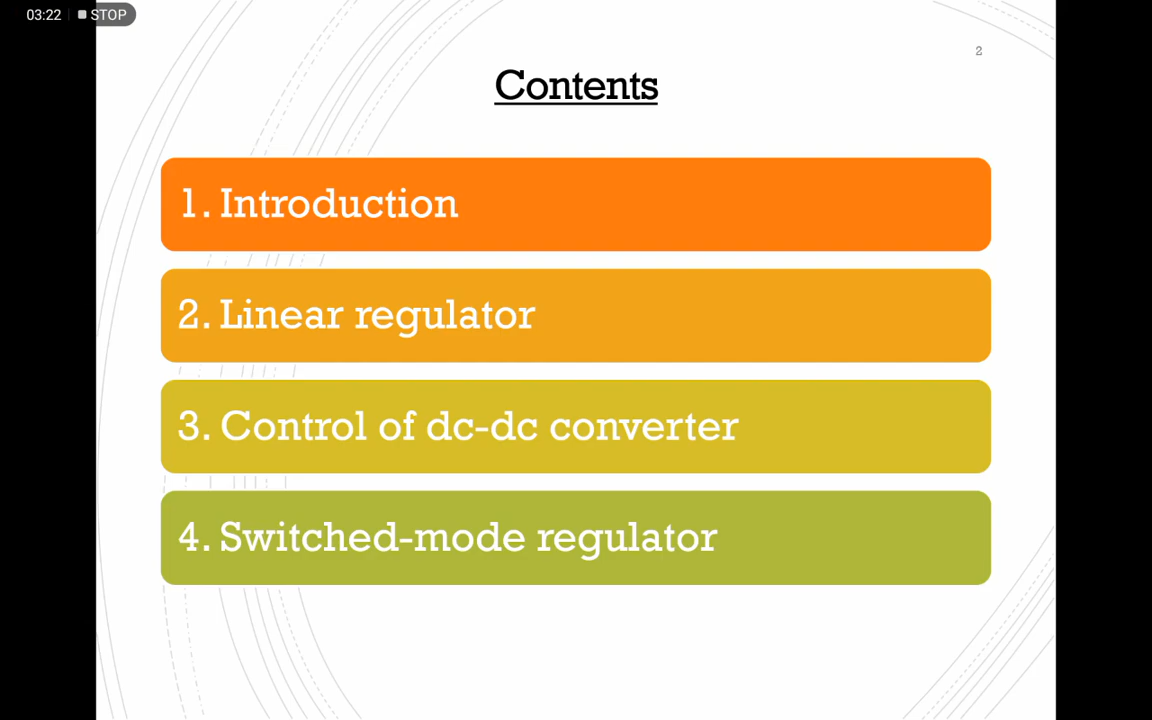 03:22 STOP
2
Contents
1. Introduction
2. Linear regulator
3. Control of dc-dc converter
4. Switched-mode regulator